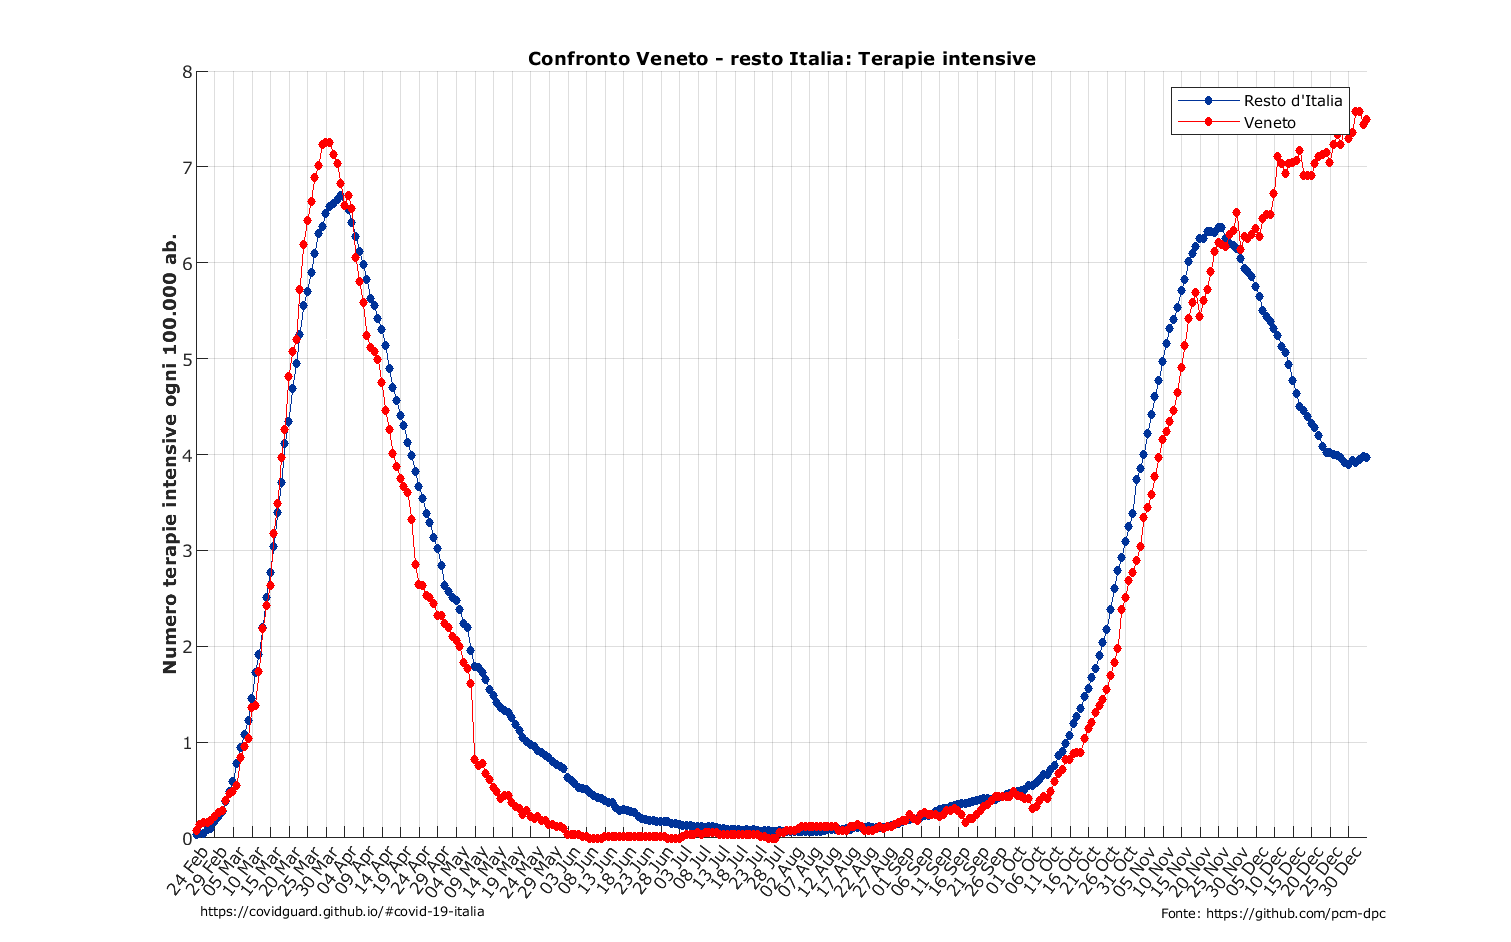 Confronto Veneto - resto Italia: Terapie intensive
Numero terapie intensive ogni 100.000 ab.
8
7
6
5
4
3
2
1
0
Resto d'Italia
Veneto
24 Feb
29 Feb
05 Mar
10 Mar
15 Mar
20 Mar
25 Mar
30 Mar
04 Apr
09 Apr
14 Apr
19 Apr
24 Apr
29 Apr
04 May
09 May
14 May
19 May
24 May
29 May
03 Jun
08 Jun
13 Jun
18 Jun
23 Jun
28 Jun
03 Jul
08 Jul
13 Jul
18 Jul
23 Jul
28 Jul
02 Aug
07 Aug
12 Aug
17 Aug
22 Aug
27 Aug
01 Sep
06 Sep
11 Sep
16 Sep
21 Sep
26 Sep
01 Oct
06 Oct
11 Oct
16 Oct
21 Oct
26 Oct
31 Oct
05 Nov
10 Nov
15 Nov
20 Nov
25 Nov
30 Nov
05 Dec
10 Dec
15 Dec
20 Dec
25 Dec
30 Dec
https://covidguard.github.io/#covid-19-italia
Fonte: https://github.com/pcm-dpc